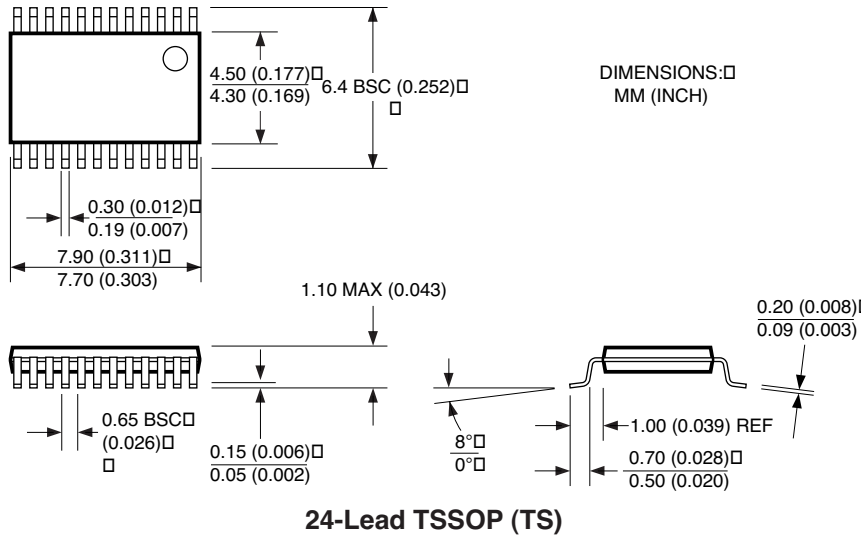 4.50 (0.177)
4.30 (0.169)
6.4 BSC (0.252)
DIMENSIONS:
MM (INCH)
0.30 (0.012)
0.19 (0.007)
7.90 (0.311)
7.70 (0.303)
1.10 MAX (0.043)
0.20 (0.008)
0.09 (0.003)
0.65 BSC
(0.026)
0.15 (0.006)
0.05 (0.002)
8°
0°
1.00 (0.039) REF
0.70 (0.028)
0.50 (0.020)
24-Lead TSSOP (TS)